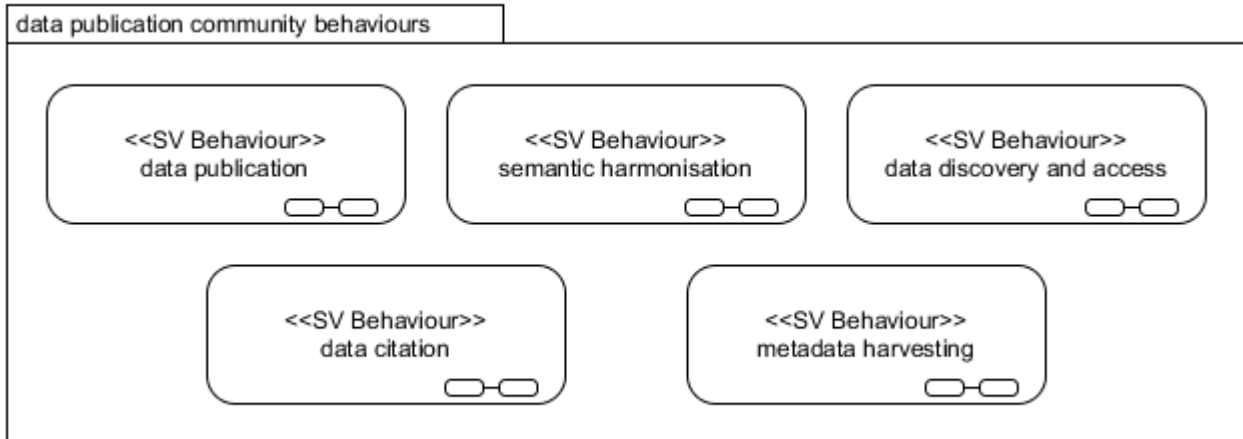 data publication community behaviours
<<SV Behaviour>>
data publication
<<SV Behaviour>>
semantic harmonisation
<<SV Behaviour>>
data discovery and access
<<SV Behaviour>>
data citation
<<SV Behaviour>>
metadata harvesting